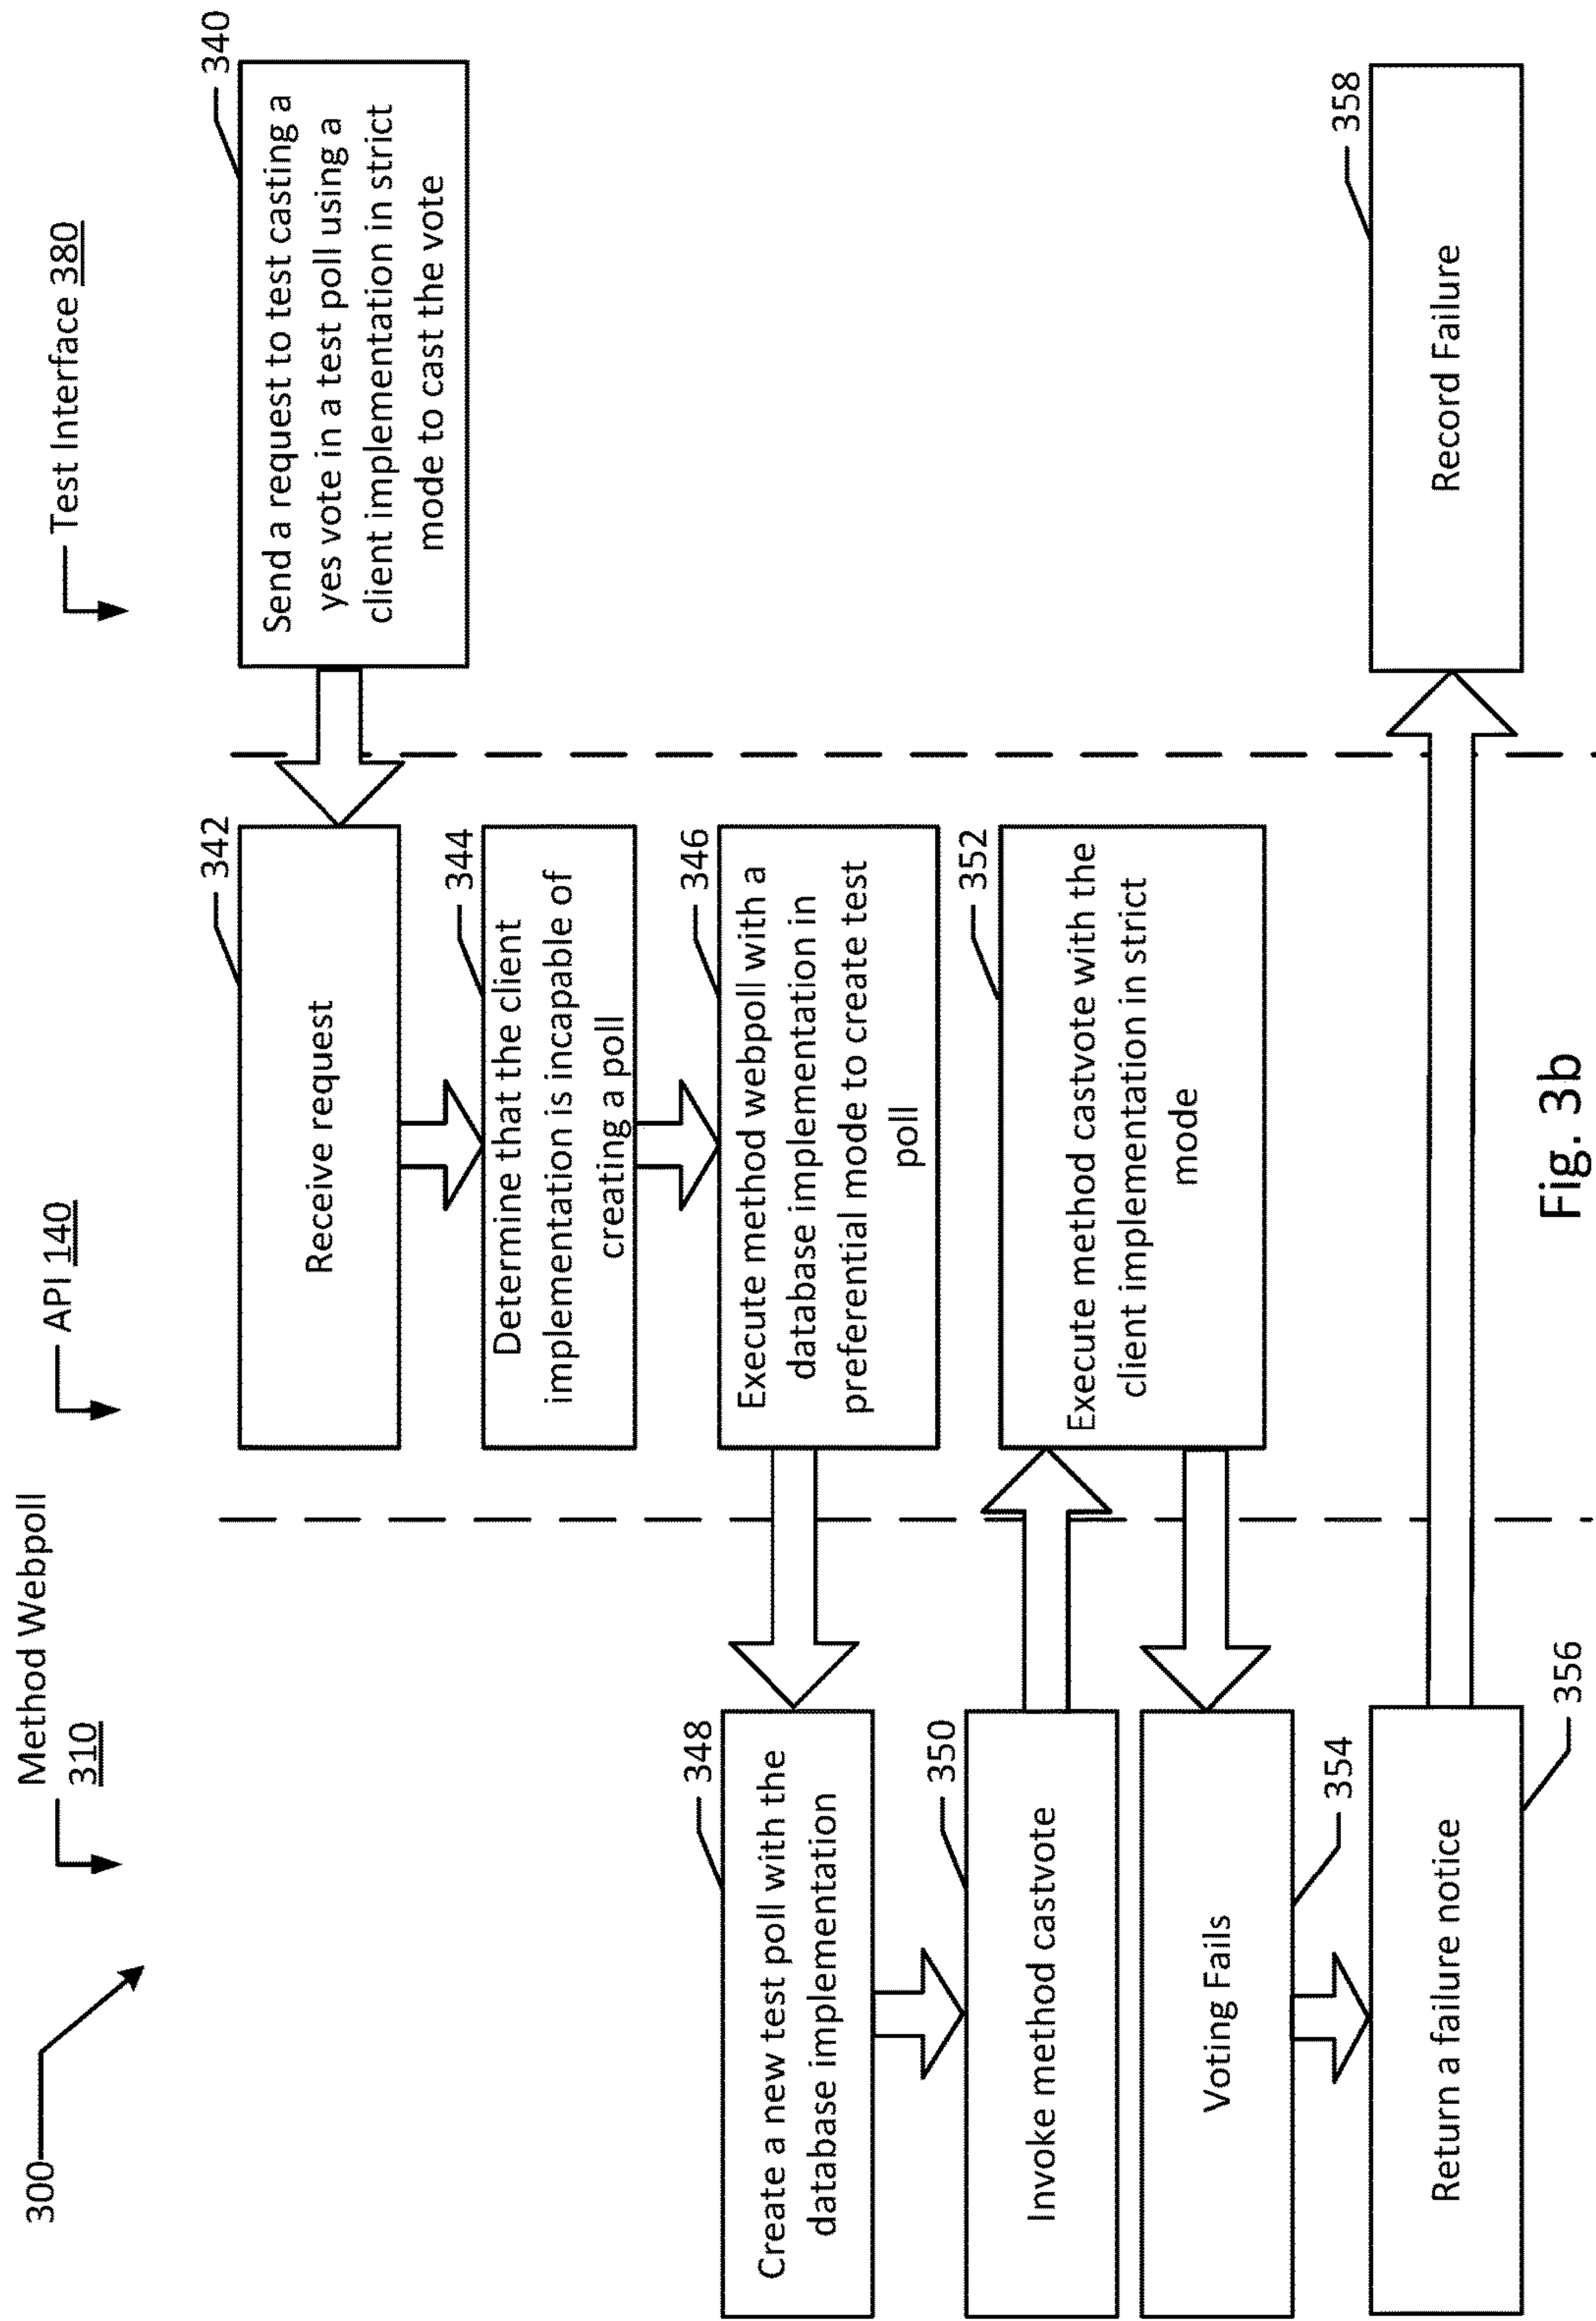 300
Method Webpoll
310
API 140
Test Interface 380
340
Send a request to test casting a
yes vote in a test poll using a
client implementation in strict
mode to cast the vote
342
Receive request
344
Determine that the client
implementation is incapable of
creating a poll
346
Execute method webpoll with a
database implementation in
preferential mode to create test
poll
348
Create a new test poll with the
database implementation
350
Invoke method castvote
352
Execute method castvote with the
client implementation in strict
mode
Voting Fails
354
Return a failure notice
356
358
Record Failure
Fig. 3b